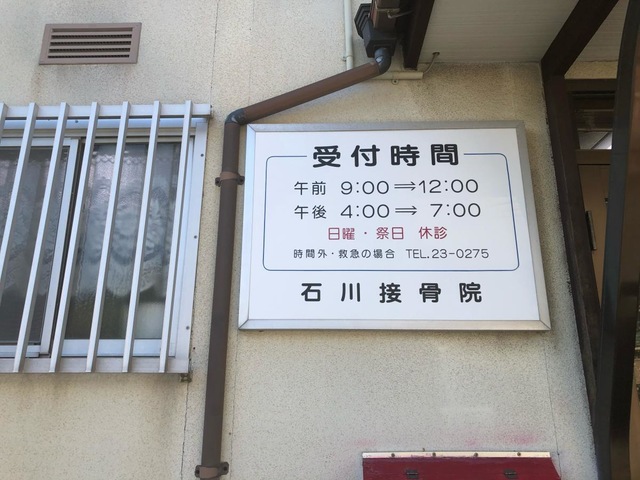 受付時間
午前 9:00⇒12:00
午後 4:00⇒ 7:00
日曜・祭日 休診
時間外・救急の場合 TEL.23-0275
石川接骨院